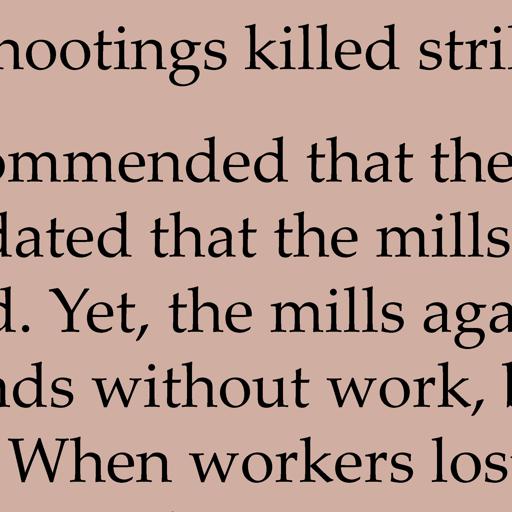 hootings killed stri
ommended that the
dated that the mills
d. Yet, the mills aga
nds without work,
When workers los